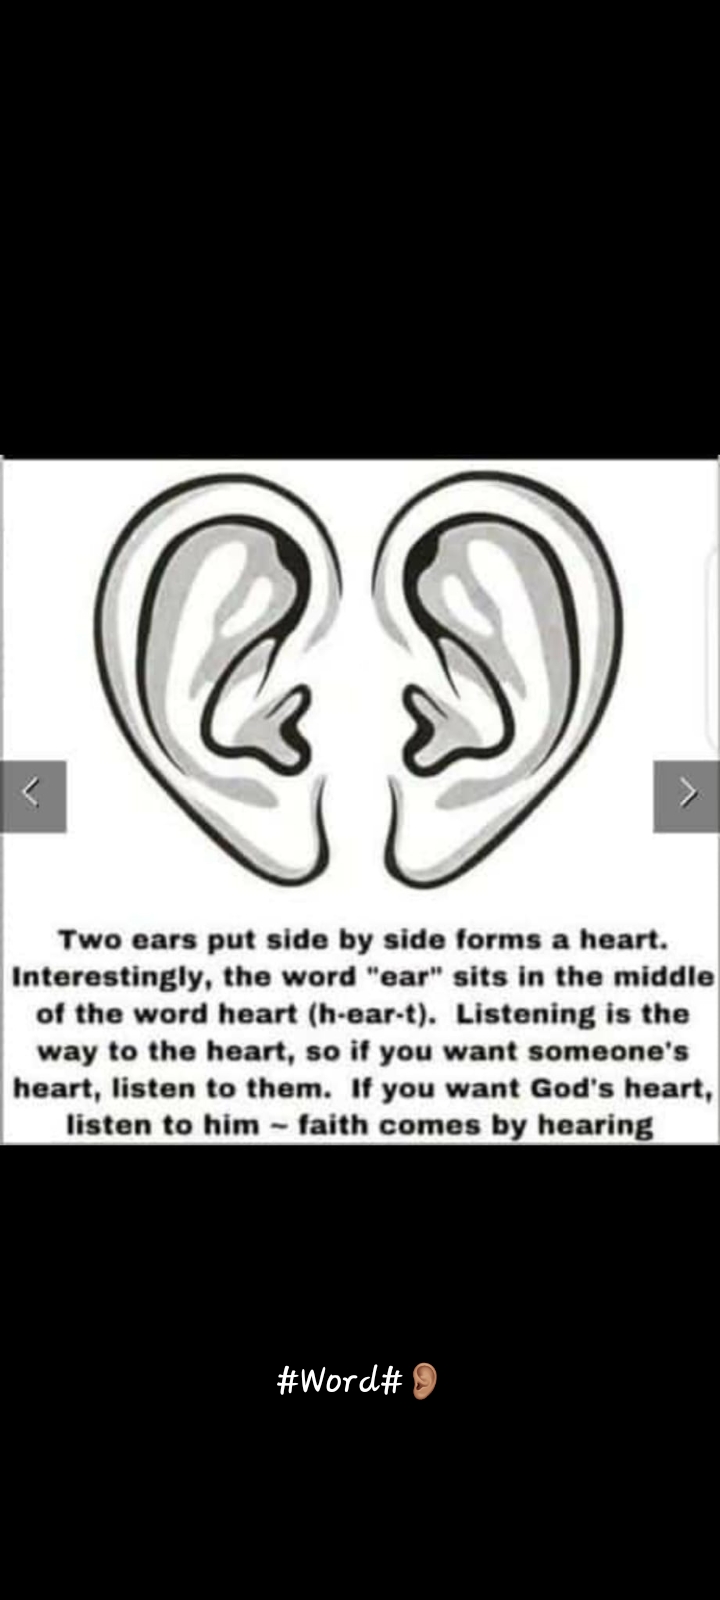 Two ears put side by side forms a heart.
Interestingly, the word "ear" sits in the middle
of the word heart (h-ear-t).  Listening is the
way to the heart, so if you want someone's
heart, listen to them.  If you want God's heart,
listen to him ~ faith comes by hearing
#Word#👂🏽